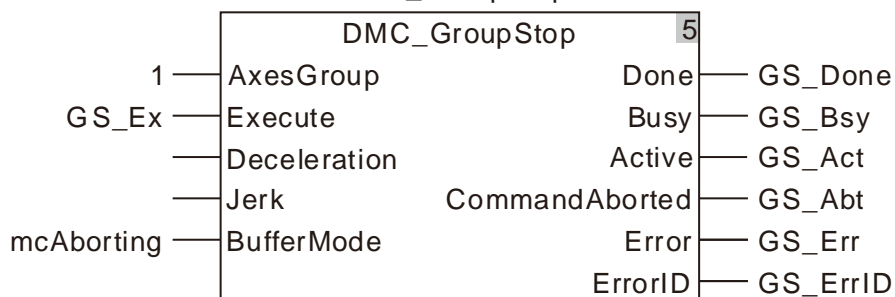 DMC_GroupStop 5
1 AxesGroup Done GS_Done
GS_Ex Execute Busy GS_Bsy
Deceleration Active GS_Act
Jerk CommandAborted GS_Abt
mcAborting BufferMode Error GS_Err
ErrorID GS_ErrID